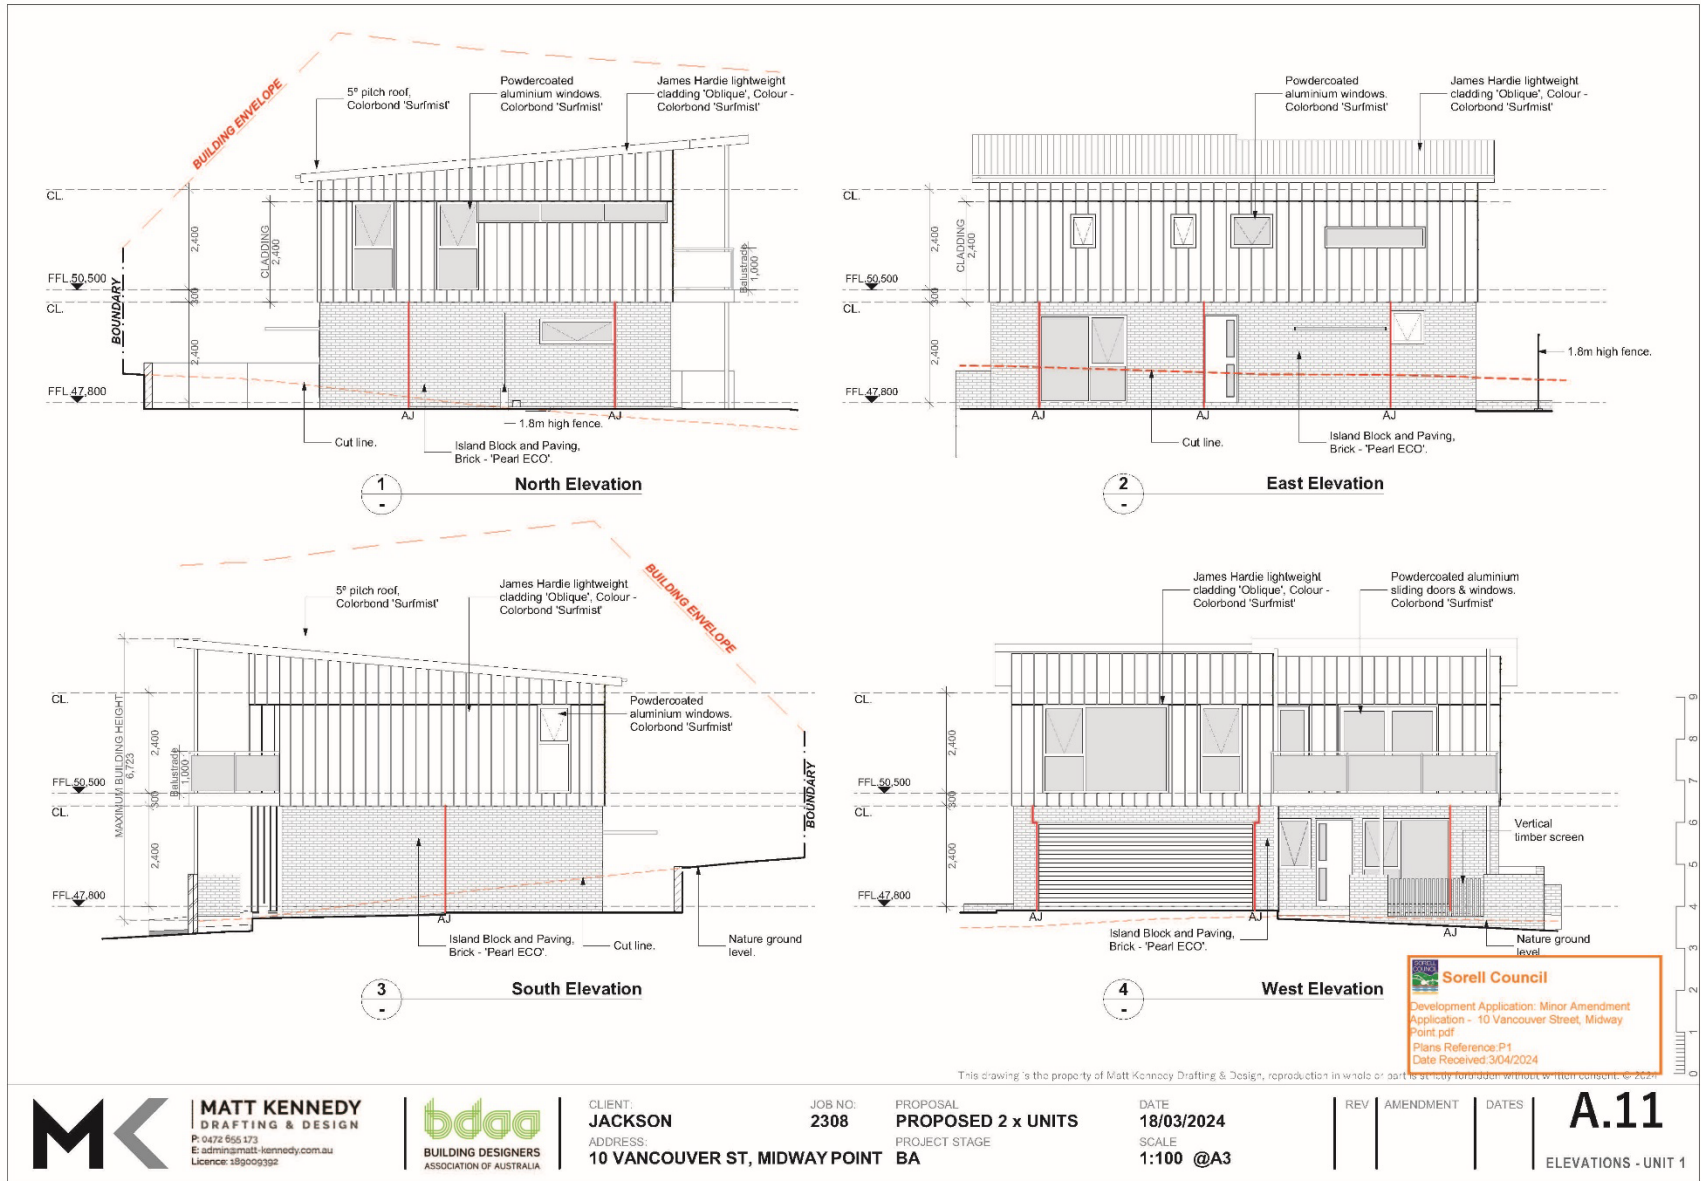 BUILDING ENVELOPE
5° pitch roof,
Colorbond 'Surfmist'
Powdercoated
aluminium windows.
Colorbond 'Surfmist'
James Hardie lightweight
cladding 'Oblique', Colour -
Colorbond 'Surfmist'
CL.
2,400
CLADDING
2,400
Balustrade
1,000
FFL 50,500
300
CL.
BOUNDARY
2,400
FFL 47,800
AJ
AJ
1.8m high fence.
Cut line.
Island Block and Paving,
Brick - 'Pearl ECO'.
1
-
North Elevation
Powdercoated
aluminium windows.
Colorbond 'Surfmist'
James Hardie lightweight
cladding 'Oblique', Colour -
Colorbond 'Surfmist'
CL.
2,400
CLADDING
2,400
FFL 50,500
300
CL.
2,400
1.8m high fence.
FFL 47,800
AJ
AJ
AJ
Cut line.
Island Block and Paving,
Brick - 'Pearl ECO'.
2
-
East Elevation
5° pitch roof,
Colorbond 'Surfmist'
James Hardie lightweight
cladding 'Oblique', Colour -
Colorbond 'Surfmist'
BUILDING ENVELOPE
CL.
MAXIMUM BUILDING HEIGHT
6,723
2,400
Powdercoated
aluminium windows.
Colorbond 'Surfmist'
Balustrade
1,000
FFL 50,500
300
CL.
BOUNDARY
2,400
FFL 47,800
AJ
Island Block and Paving,
Brick - 'Pearl ECO'.
Cut line.
Nature ground
level.
3
-
South Elevation
James Hardie lightweight
cladding 'Oblique', Colour -
Colorbond 'Surfmist'
Powdercoated aluminium
sliding doors & windows.
Colorbond 'Surfmist'
CL.
2,400
FFL 50,500
300
CL.
2,400
Vertical
timber screen
FFL 47,800
AJ
AJ
AJ
Island Block and Paving,
Brick - 'Pearl ECO'.
Nature ground
level
4
-
West Elevation
9
8
7
6
5
4
3
2
1
0
SORELL
COUNCIL
Sorell Council
Development Application: Minor Amendment
Application - 10 Vancouver Street, Midway
Point.pdf
Plans Reference:P1
Date Received:3/04/2024
This drawing is the property of Matt Kennedy Drafting & Design, reproduction in whole or part is strictly forbidden without written consent. © 2024
MK
MATT KENNEDY
DRAFTING & DESIGN
P: 0472 655 173
E: admin@matt-kennedy.com.au
Licence: 189009392
bdaa
BUILDING DESIGNERS
ASSOCIATION OF AUSTRALIA
CLIENT:
JACKSON
ADDRESS:
10 VANCOUVER ST, MIDWAY POINT
JOB NO:
2308
PROPOSAL
PROPOSED 2 x UNITS
PROJECT STAGE
BA
DATE
18/03/2024
SCALE
1:100 @A3
REV
AMENDMENT
DATES
A.11
ELEVATIONS - UNIT 1